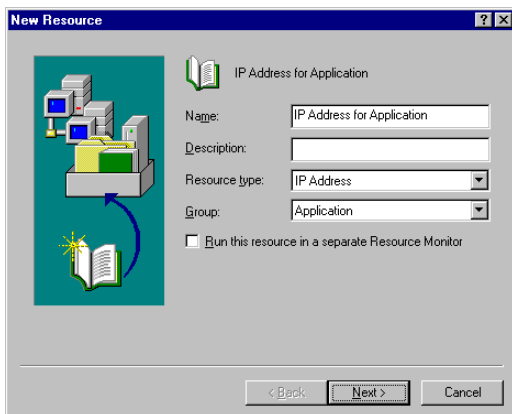 New Resource
IP Address for Application
Name: IP Address for Application
Description:
Resource type: IP Address
Group: Application
Run this resource in a separate Resource Monitor
< Back Next > Cancel